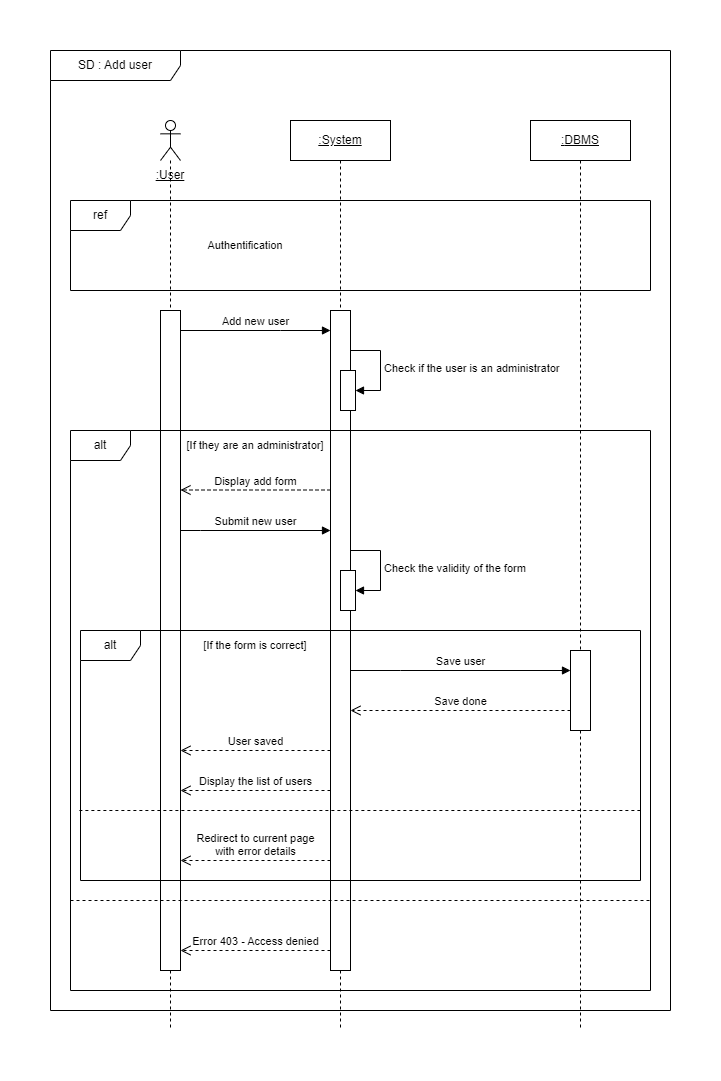 SD : Add user
:User
:System
:DBMS
ref
Authentification
Add new user
Check if the user is an administrator
alt
[If they are an administrator]
Display add form
Submit new user
Check the validity of the form
alt
[If the form is correct]
Save user
Save done
User saved
Display the list of users
Redirect to current page
with error details
Error 403 - Access denied